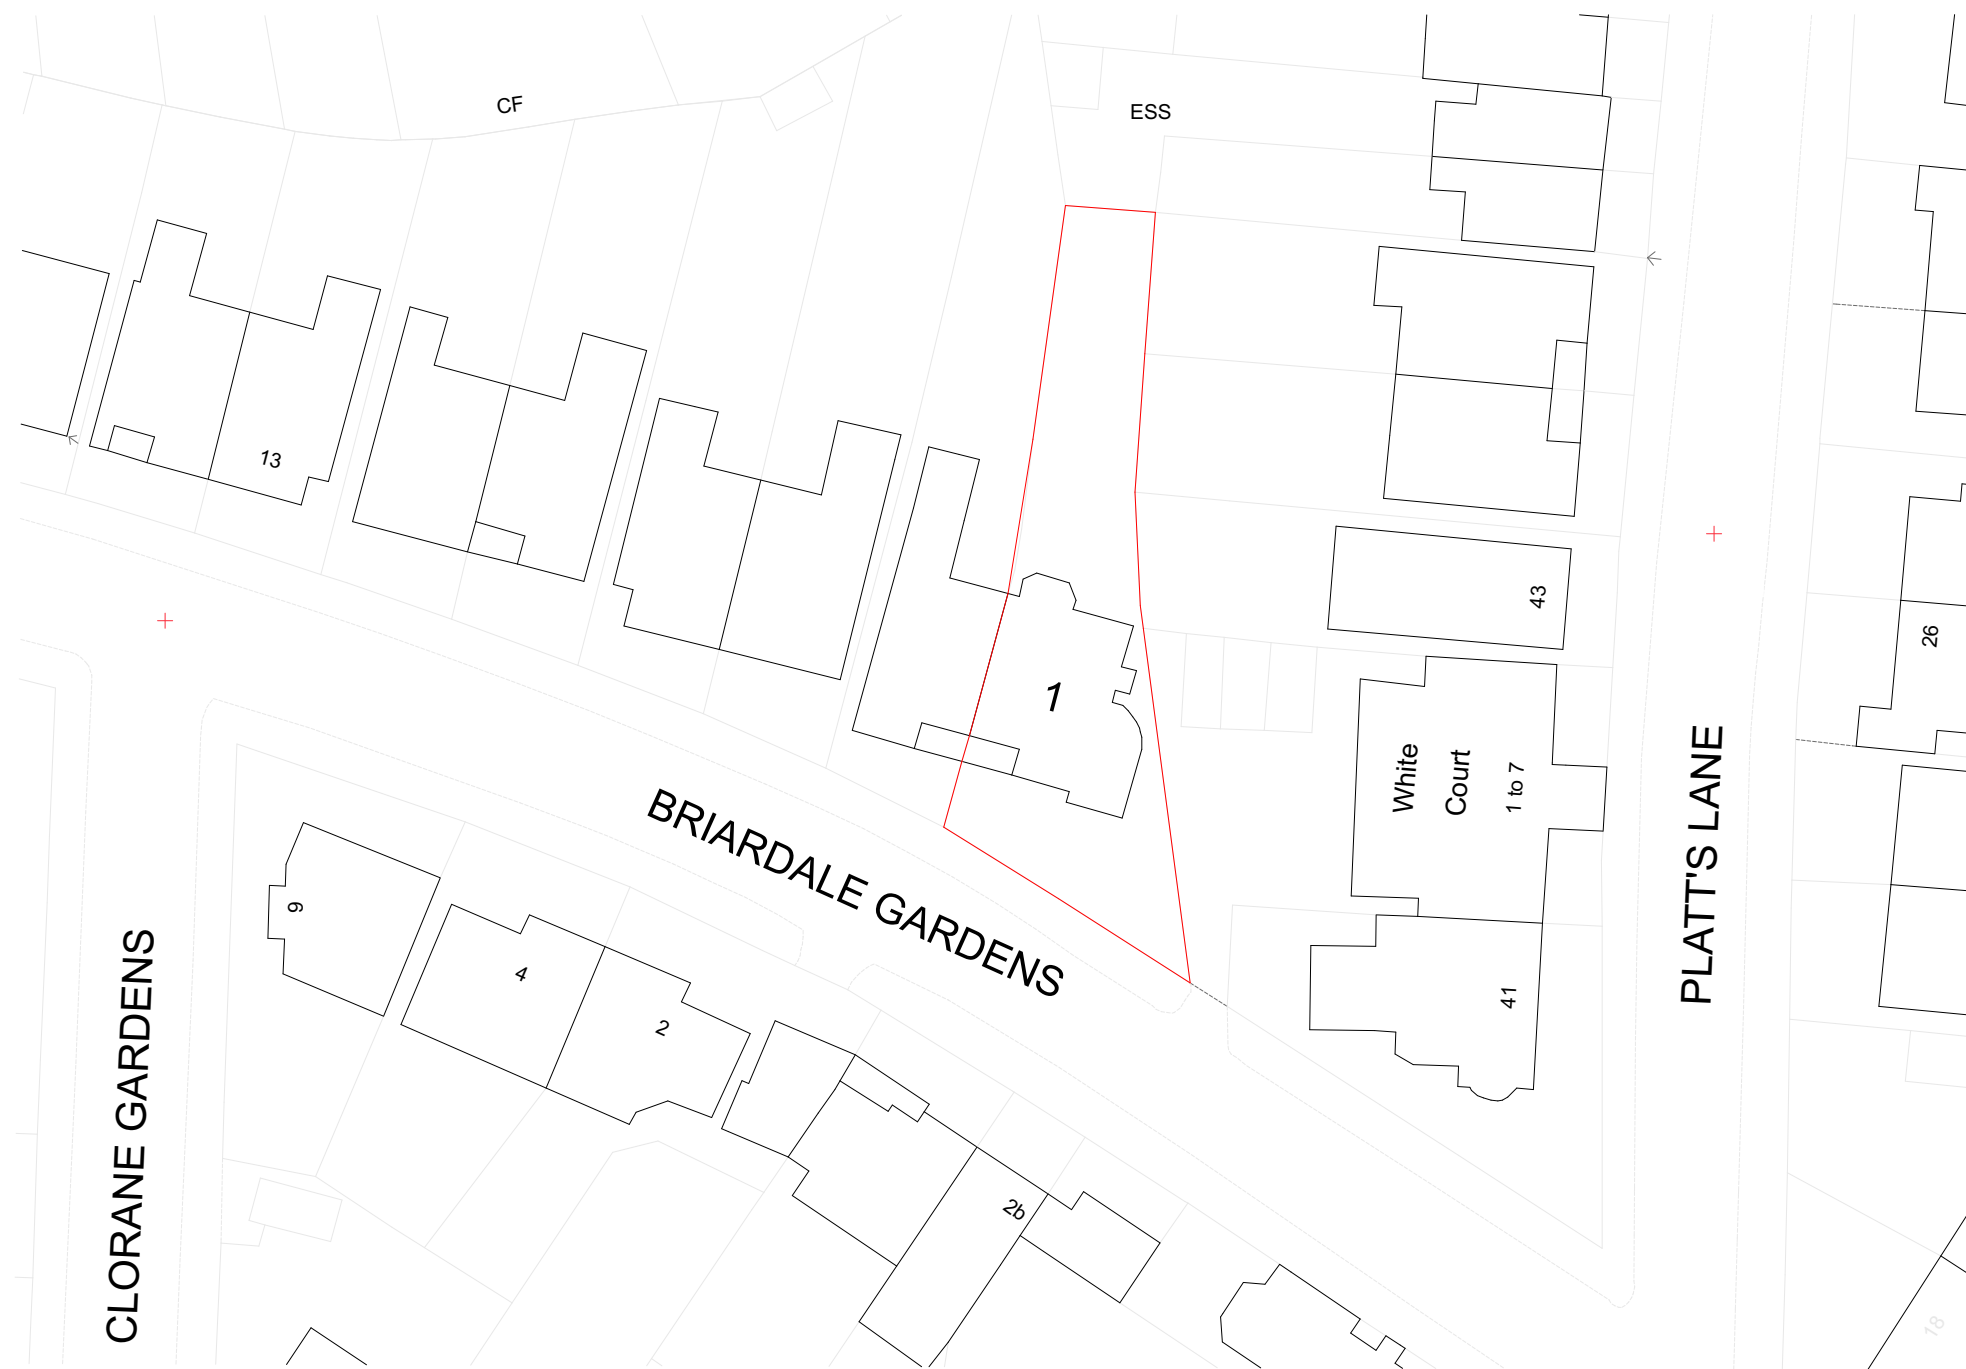 CF
ESS
13
43
26
1
White
Court
1 to 7
PLATT'S LANE
BRIARDALE GARDENS
9
4
2
41
CLORANE GARDENS
2b
18